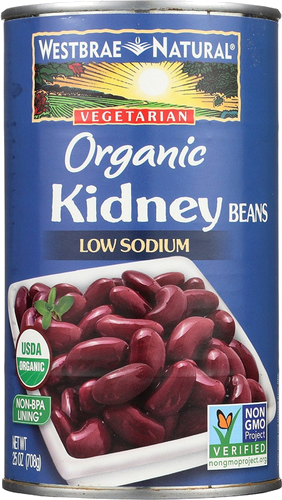 WESTBRAE NATURAL®
VEGETARIAN
Organic
Kidney BEANS
LOW SODIUM
USDA
ORGANIC
NON-BPA
LINING*
NET WT
25 OZ (708g)
NON
GMO
Project
VERIFIED
nongmoproject.org